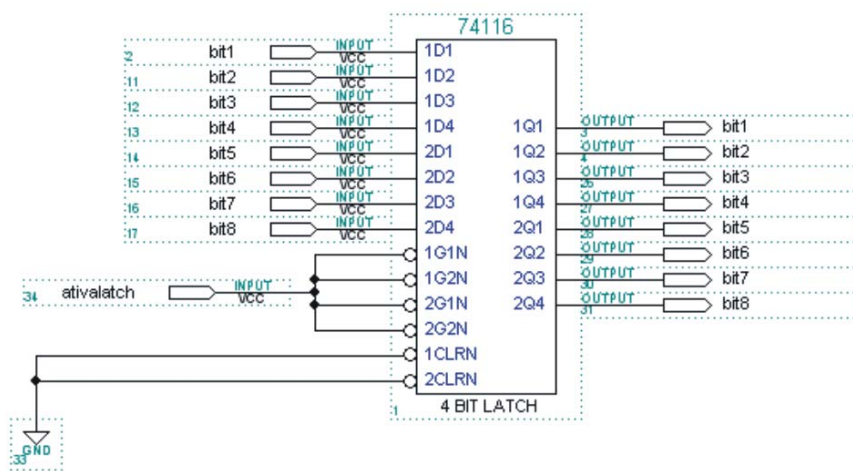 74116
2 bit1 INPUT VCC 1D1
11 bit2 INPUT VCC 1D2
12 bit3 INPUT VCC 1D3
13 bit4 INPUT VCC 1D4 1Q1 OUTPUT 3 bit1
14 bit5 INPUT VCC 2D1 1Q2 OUTPUT 4 bit2
15 bit6 INPUT VCC 2D2 1Q3 OUTPUT 26 bit3
16 bit7 INPUT VCC 2D3 1Q4 OUTPUT 27 bit4
17 bit8 INPUT VCC 2D4 2Q1 OUTPUT 28 bit5
1G1N 2Q2 OUTPUT 29 bit6
1G2N 2Q3 OUTPUT 30 bit7
34 ativalatch INPUT VCC 2G1N 2Q4 OUTPUT 31 bit8
2G2N
1CLRN
2CLRN
1 4 BIT LATCH
GND
33